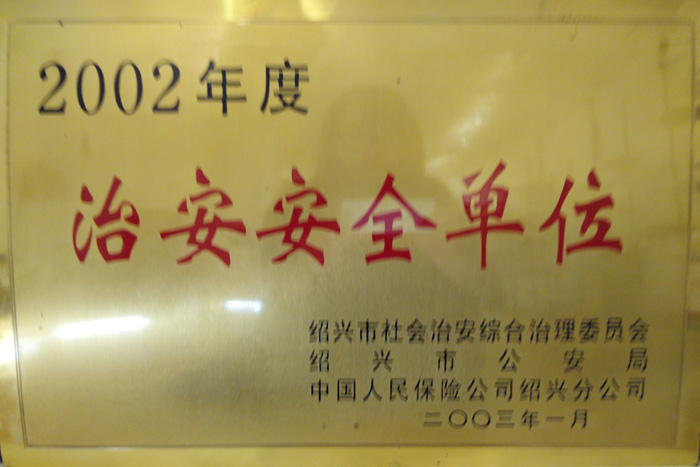 2002年度
治安安全单位
绍兴市社会治安综合治理委员会
绍兴市公安局
中国人民保险公司绍兴分公司
二〇〇三年一月